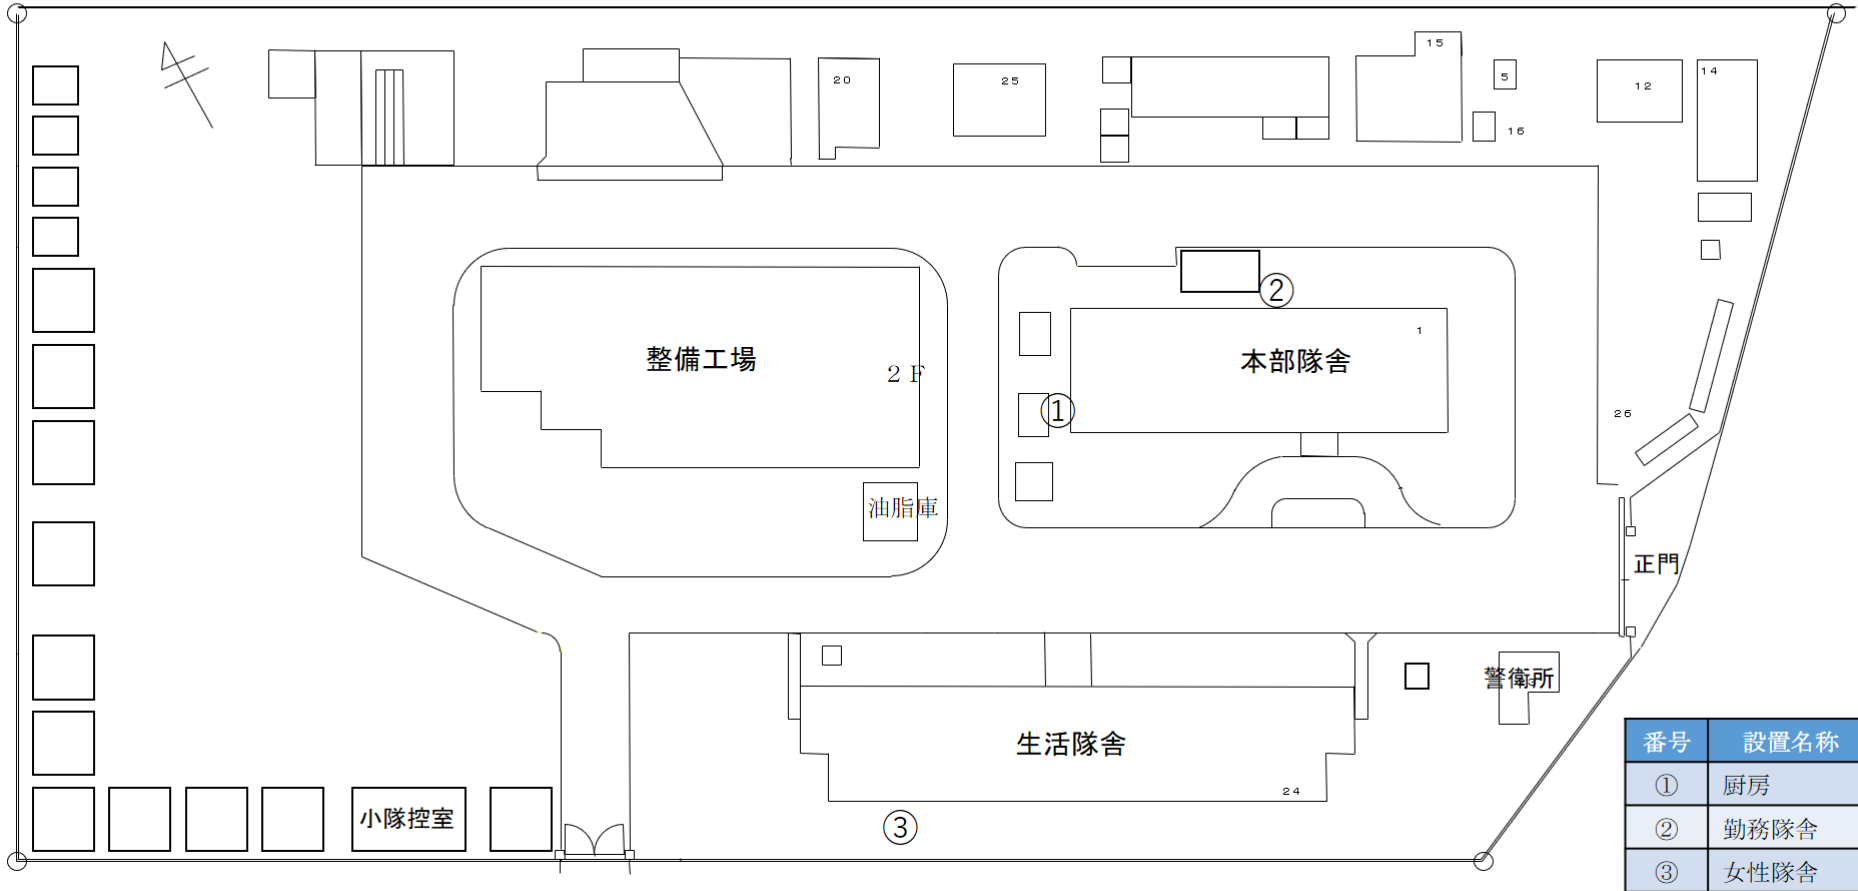 15
20
25
5
12
14
16
②
1
整備工場
２Ｆ
本部隊舎
①
26
油脂庫
正門
警衛所
生活隊舎
24
小隊控室
③
番号 設置名称
① 厨房
② 勤務隊舎
③ 女性隊舎